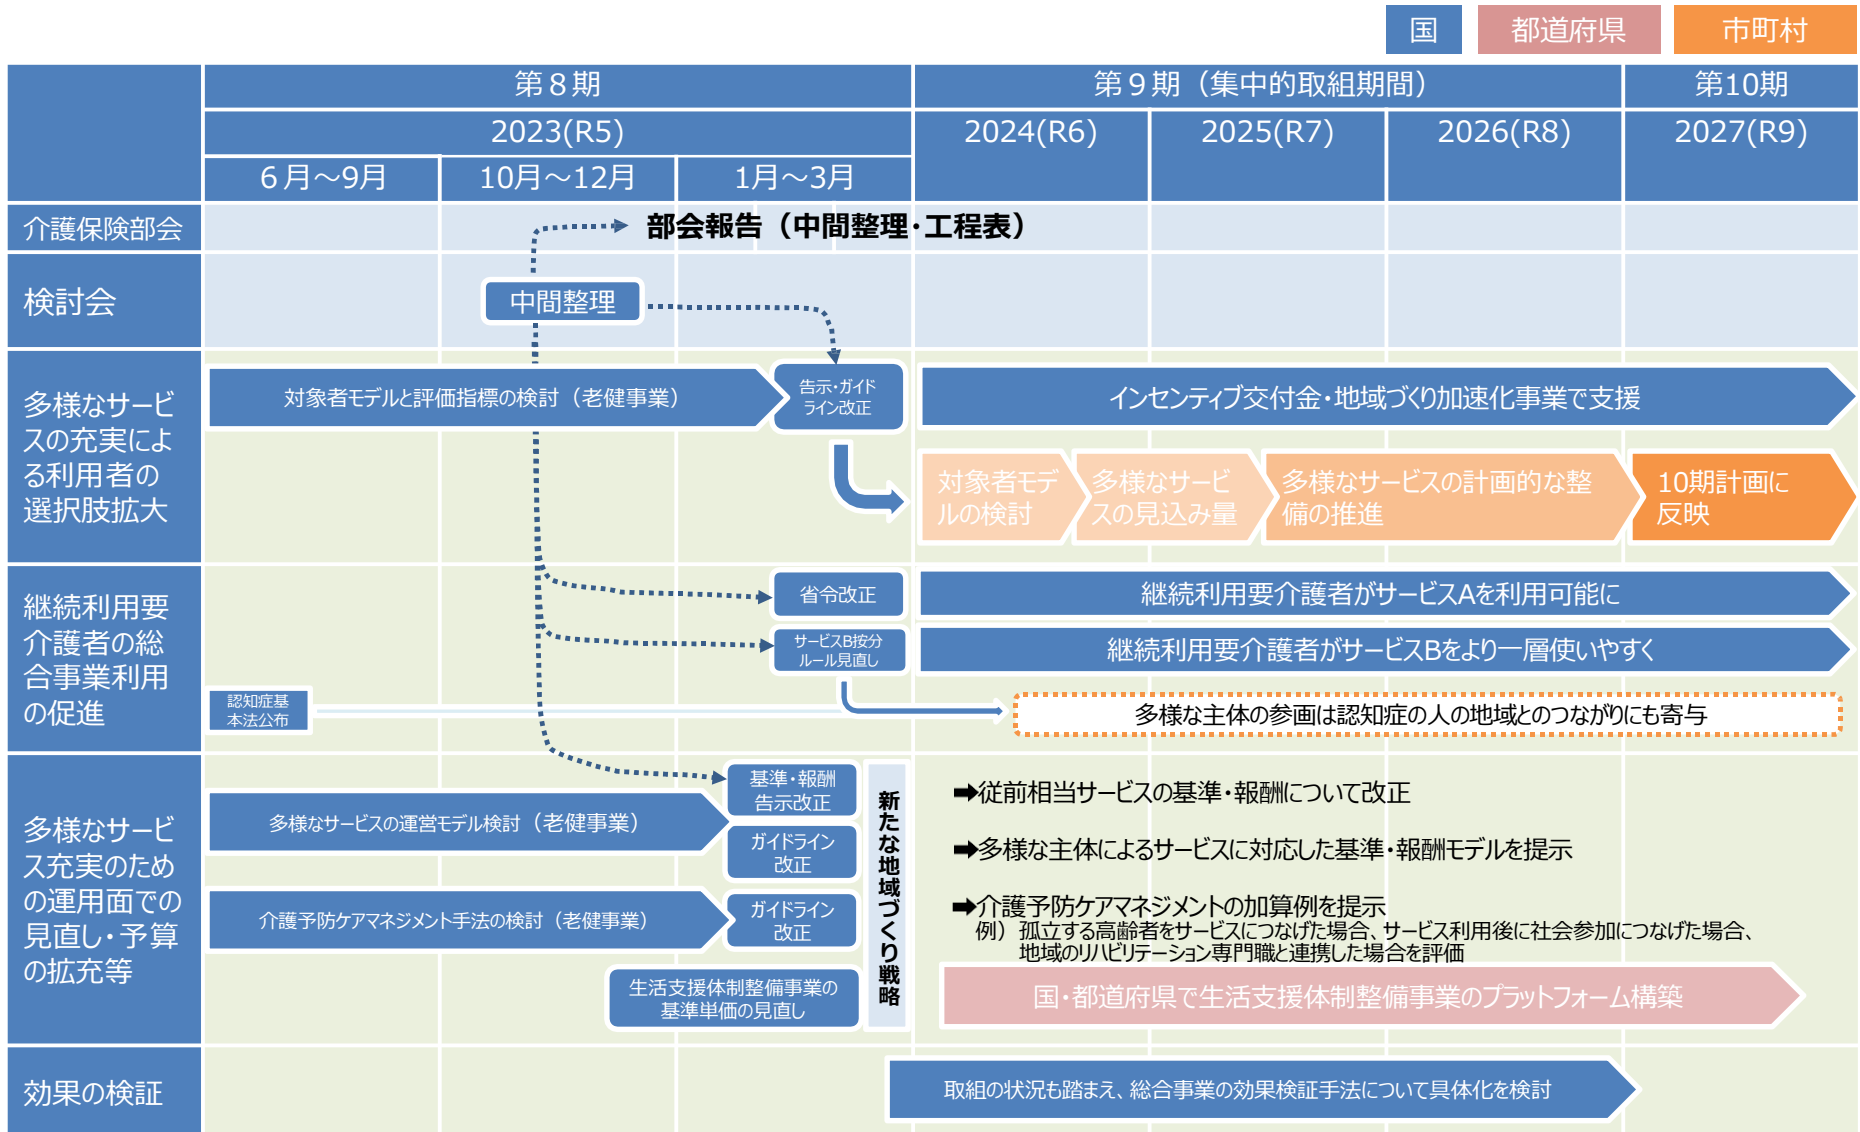 国
都道府県
市町村
第８期
第９期（集中的取組期間）
第10期
2023(R5)
2024(R6)
2025(R7)
2026(R8)
2027(R9)
６月～9月
10月～12月
1月～3月
介護保険部会
部会報告（中間整理・工程表）
検討会
中間整理
多様なサービ
スの充実によ
る利用者の
選択肢拡大
対象者モデルと評価指標の検討（老健事業）
告示・ガイド
ライン改正
インセンティブ交付金・地域づくり加速化事業で支援
対象者モデ
ルの検討
多様なサービ
スの見込み量
多様なサービスの計画的な整
備の推進
10期計画に
反映
継続利用要
介護者の総
合事業利用
の促進
省令改正
継続利用要介護者がサービスAを利用可能に
サービスB按分
ルール見直し
継続利用要介護者がサービスBをより一層使いやすく
認知症基
本法公布
多様な主体の参画は認知症の人の地域とのつながりにも寄与
多様なサービ
ス充実のため
の運用面での
見直し・予算
の拡充等
多様なサービスの運営モデル検討（老健事業）
基準・報酬
告示改正
ガイドライン
改正
介護予防ケアマネジメント手法の検討（老健事業）
ガイドライン
改正
生活支援体制整備事業の
基準単価の見直し
新たな地域づくり戦略
➡従前相当サービスの基準・報酬について改正
➡多様な主体によるサービスに対応した基準・報酬モデルを提示
➡介護予防ケアマネジメントの加算例を提示
例）孤立する高齢者をサービスにつなげた場合、サービス利用後に社会参加につなげた場合、
地域のリハビリテーション専門職と連携した場合を評価
国・都道府県で生活支援体制整備事業のプラットフォーム構築
効果の検証
取組の状況も踏まえ、総合事業の効果検証手法について具体化を検討